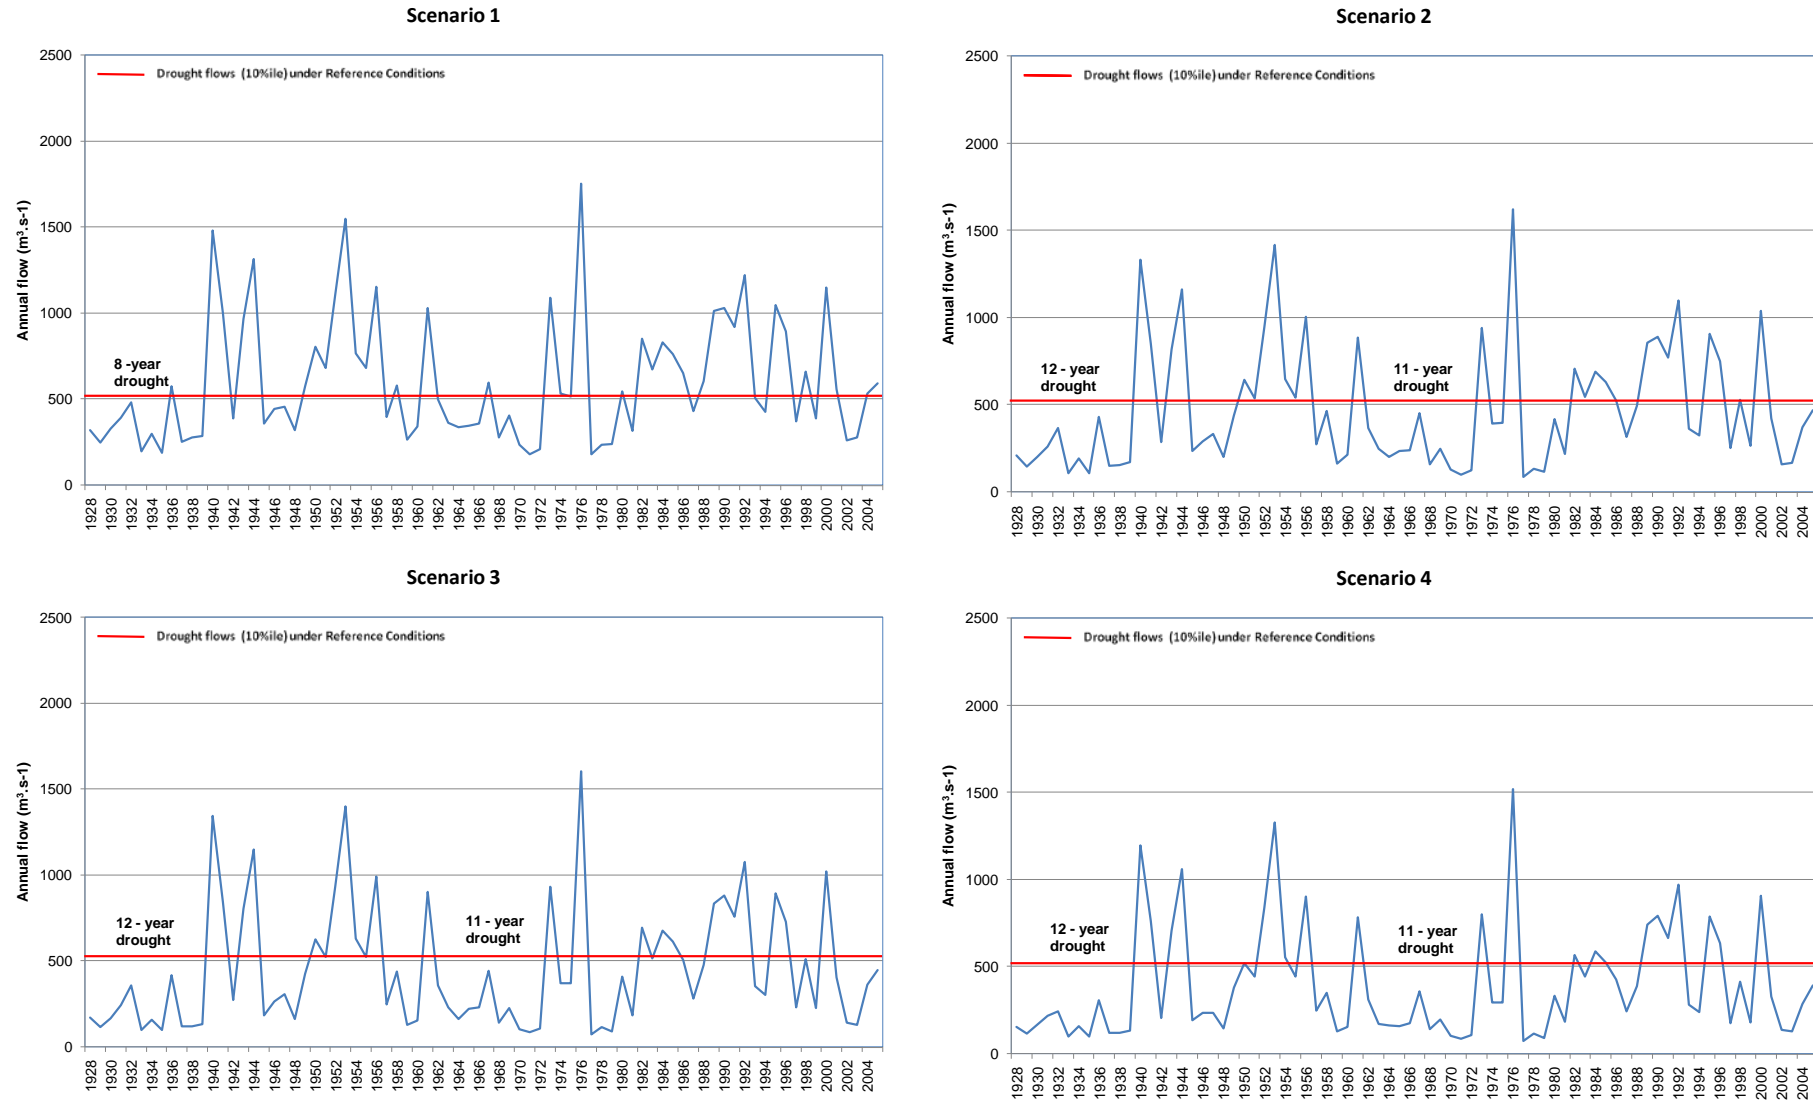 Scenario 1
2500
2000
1500
1000
500
0
Annual flow (m³.s-1)
Drought flows (10%ile) under Reference Conditions
8 -year
drought
1928 1930 1932 1934 1936 1938 1940 1942 1944 1946 1948 1950 1952 1954 1956 1958 1960 1962 1964 1966 1968 1970 1972 1974 1976 1978 1980 1982 1984 1986 1988 1990 1992 1994 1996 1998 2000 2002 2004
Scenario 2
2500
2000
1500
1000
500
0
Annual flow (m³.s-1)
Drought flows (10%ile) under Reference Conditions
12 - year
drought
11 - year
drought
1928 1930 1932 1934 1936 1938 1940 1942 1944 1946 1948 1950 1952 1954 1956 1958 1960 1962 1964 1966 1968 1970 1972 1974 1976 1978 1980 1982 1984 1986 1988 1990 1992 1994 1996 1998 2000 2002 2004
Scenario 3
2500
2000
1500
1000
500
0
Annual flow (m³.s-1)
Drought flows (10%ile) under Reference Conditions
12 - year
drought
11 - year
drought
1928 1930 1932 1934 1936 1938 1940 1942 1944 1946 1948 1950 1952 1954 1956 1958 1960 1962 1964 1966 1968 1970 1972 1974 1976 1978 1980 1982 1984 1986 1988 1990 1992 1994 1996 1998 2000 2002 2004
Scenario 4
2500
2000
1500
1000
500
0
Annual flow (m³.s-1)
Drought flows (10%ile) under Reference Conditions
12 - year
drought
11 - year
drought
1928 1930 1932 1934 1936 1938 1940 1942 1944 1946 1948 1950 1952 1954 1956 1958 1960 1962 1964 1966 1968 1970 1972 1974 1976 1978 1980 1982 1984 1986 1988 1990 1992 1994 1996 1998 2000 2002 2004